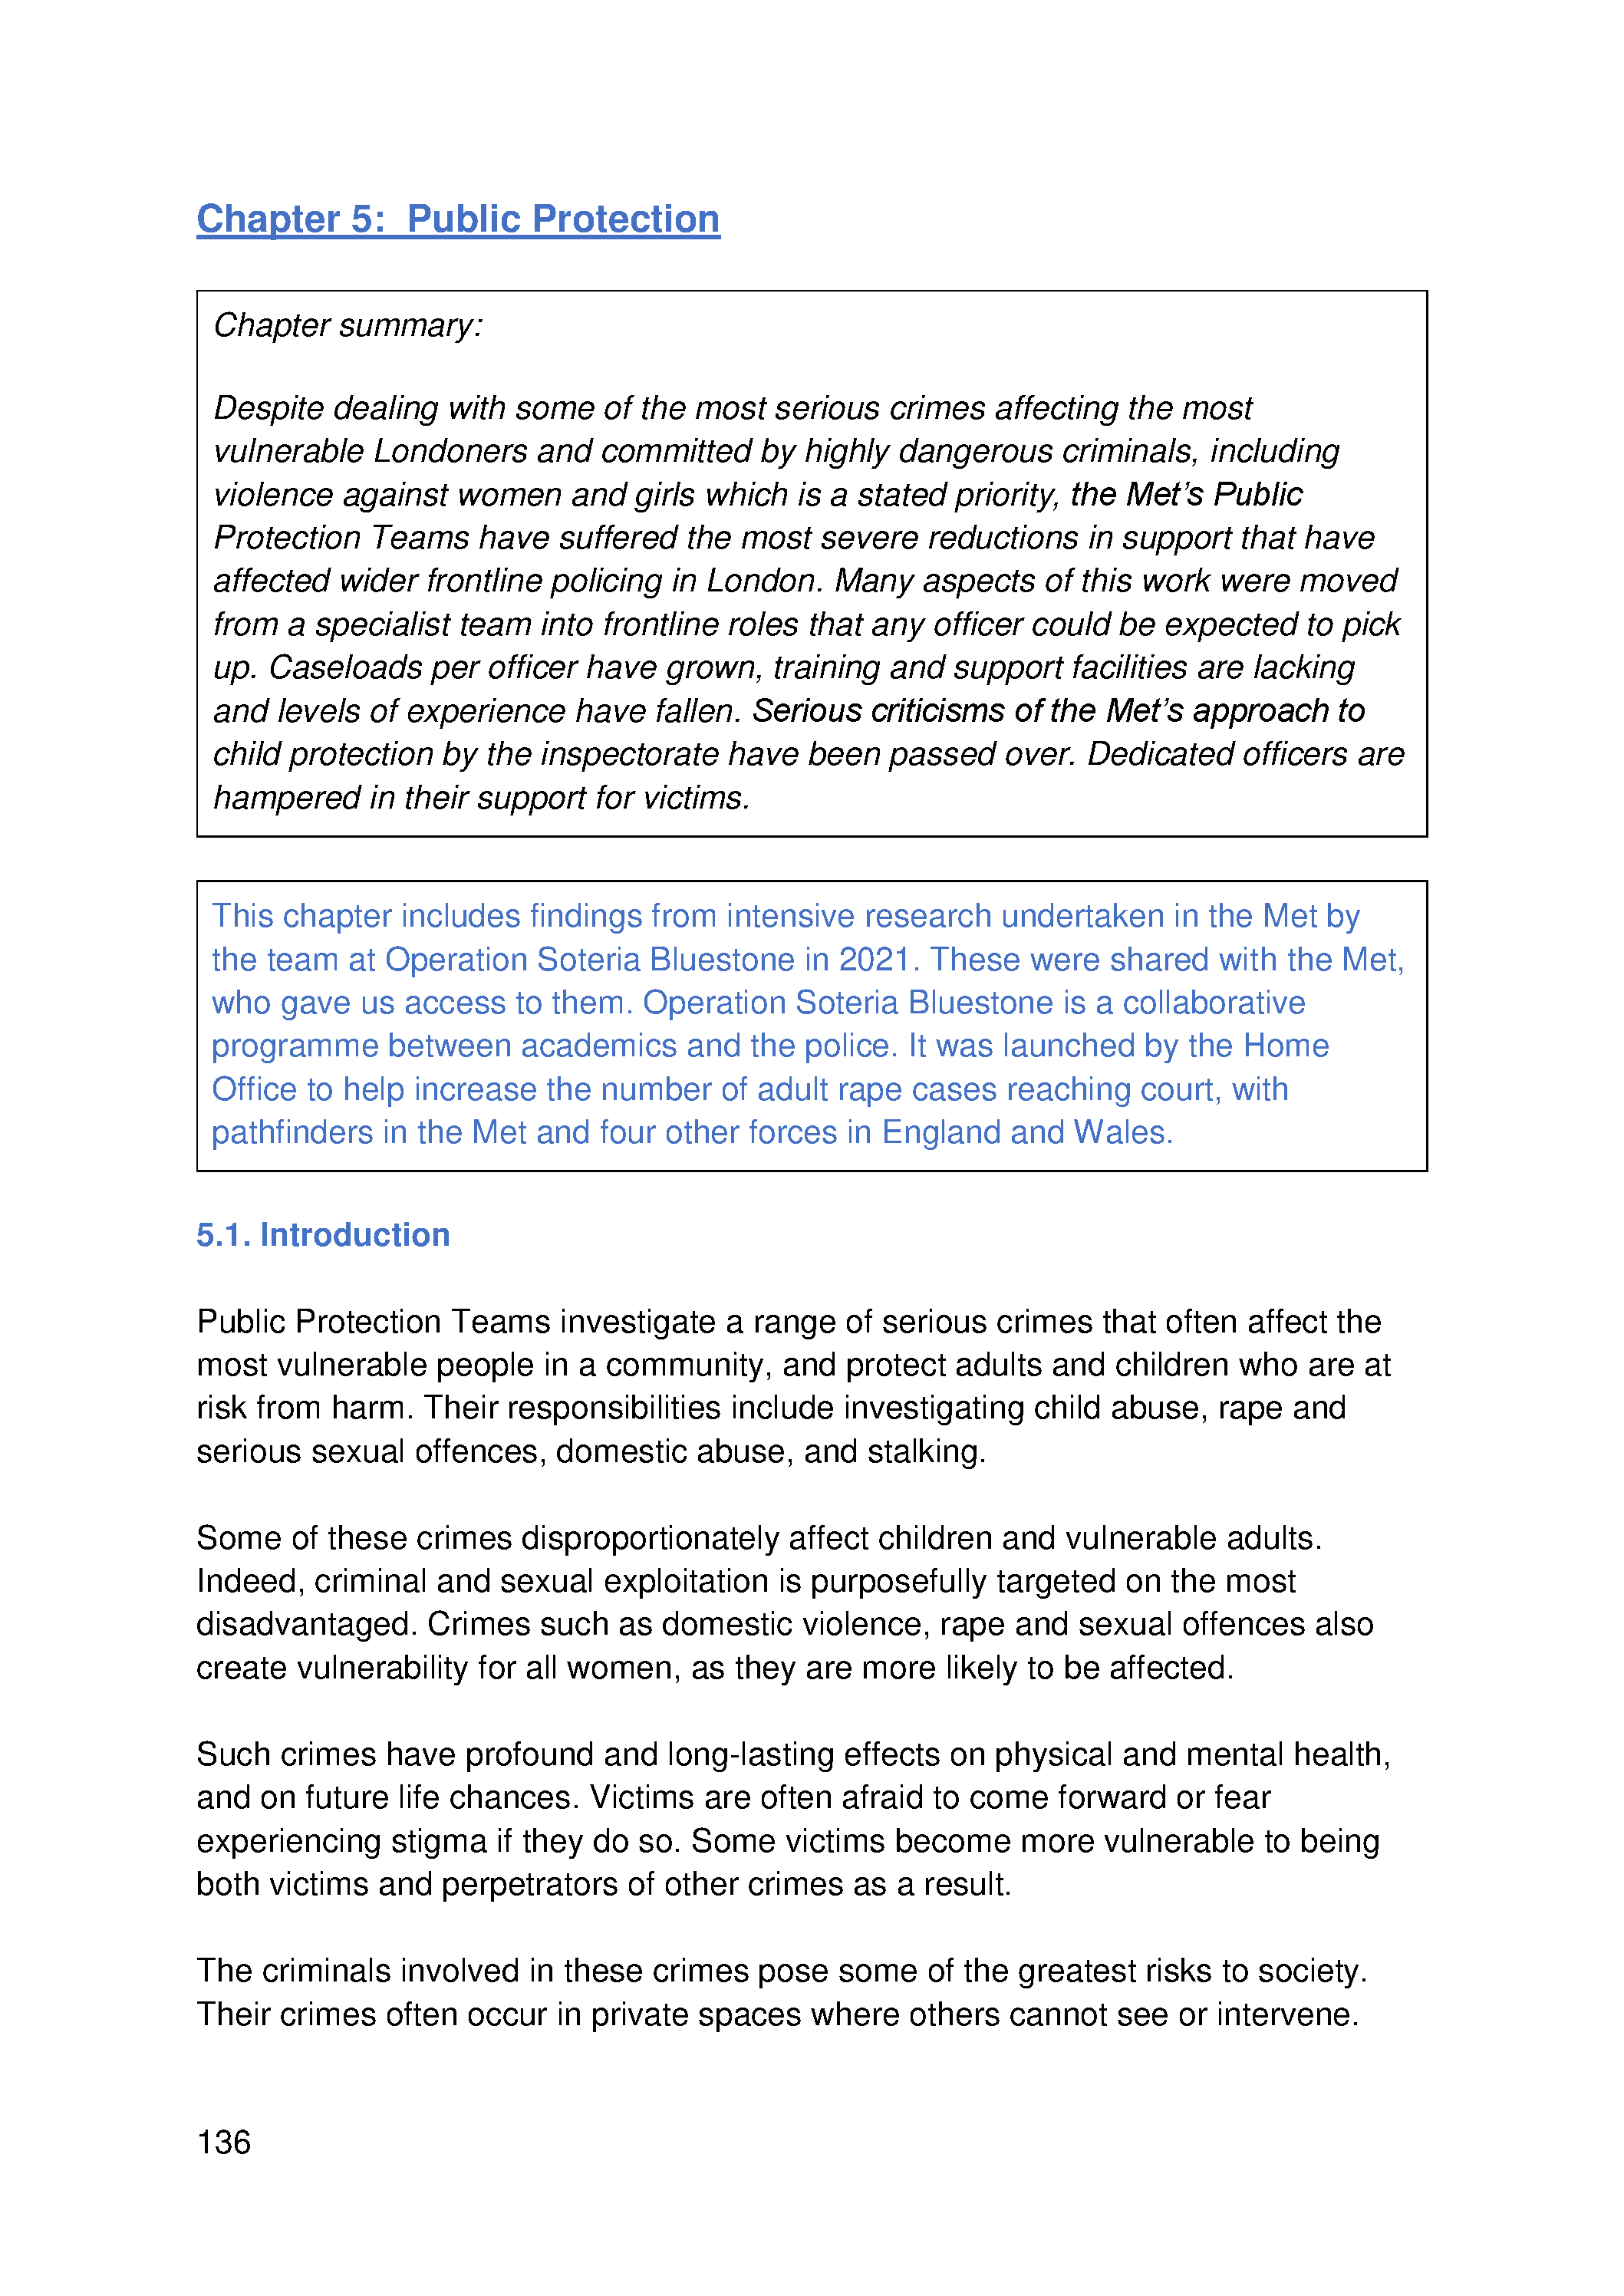 Chapter 5:  Public Protection
Chapter summary:
Despite dealing with some of the most serious crimes affecting the most
vulnerable Londoners and committed by highly dangerous criminals, including
violence against women and girls which is a stated priority, the Met’s Public
Protection Teams have suffered the most severe reductions in support that have
affected wider frontline policing in London. Many aspects of this work were moved
from a specialist team into frontline roles that any officer could be expected to pick
up. Caseloads per officer have grown, training and support facilities are lacking
and levels of experience have fallen. Serious criticisms of the Met’s approach to
child protection by the inspectorate have been passed over. Dedicated officers are
hampered in their support for victims.
This chapter includes findings from intensive research undertaken in the Met by
the team at Operation Soteria Bluestone in 2021. These were shared with the Met,
who gave us access to them. Operation Soteria Bluestone is a collaborative
programme between academics and the police. It was launched by the Home
Office to help increase the number of adult rape cases reaching court, with
pathfinders in the Met and four other forces in England and Wales.
5.1. Introduction
Public Protection Teams investigate a range of serious crimes that often affect the
most vulnerable people in a community, and protect adults and children who are at
risk from harm. Their responsibilities include investigating child abuse, rape and
serious sexual offences, domestic abuse, and stalking.
Some of these crimes disproportionately affect children and vulnerable adults.
Indeed, criminal and sexual exploitation is purposefully targeted on the most
disadvantaged. Crimes such as domestic violence, rape and sexual offences also
create vulnerability for all women, as they are more likely to be affected.
Such crimes have profound and long-lasting effects on physical and mental health,
and on future life chances. Victims are often afraid to come forward or fear
experiencing stigma if they do so. Some victims become more vulnerable to being
both victims and perpetrators of other crimes as a result.
The criminals involved in these crimes pose some of the greatest risks to society.
Their crimes often occur in private spaces where others cannot see or intervene.
136